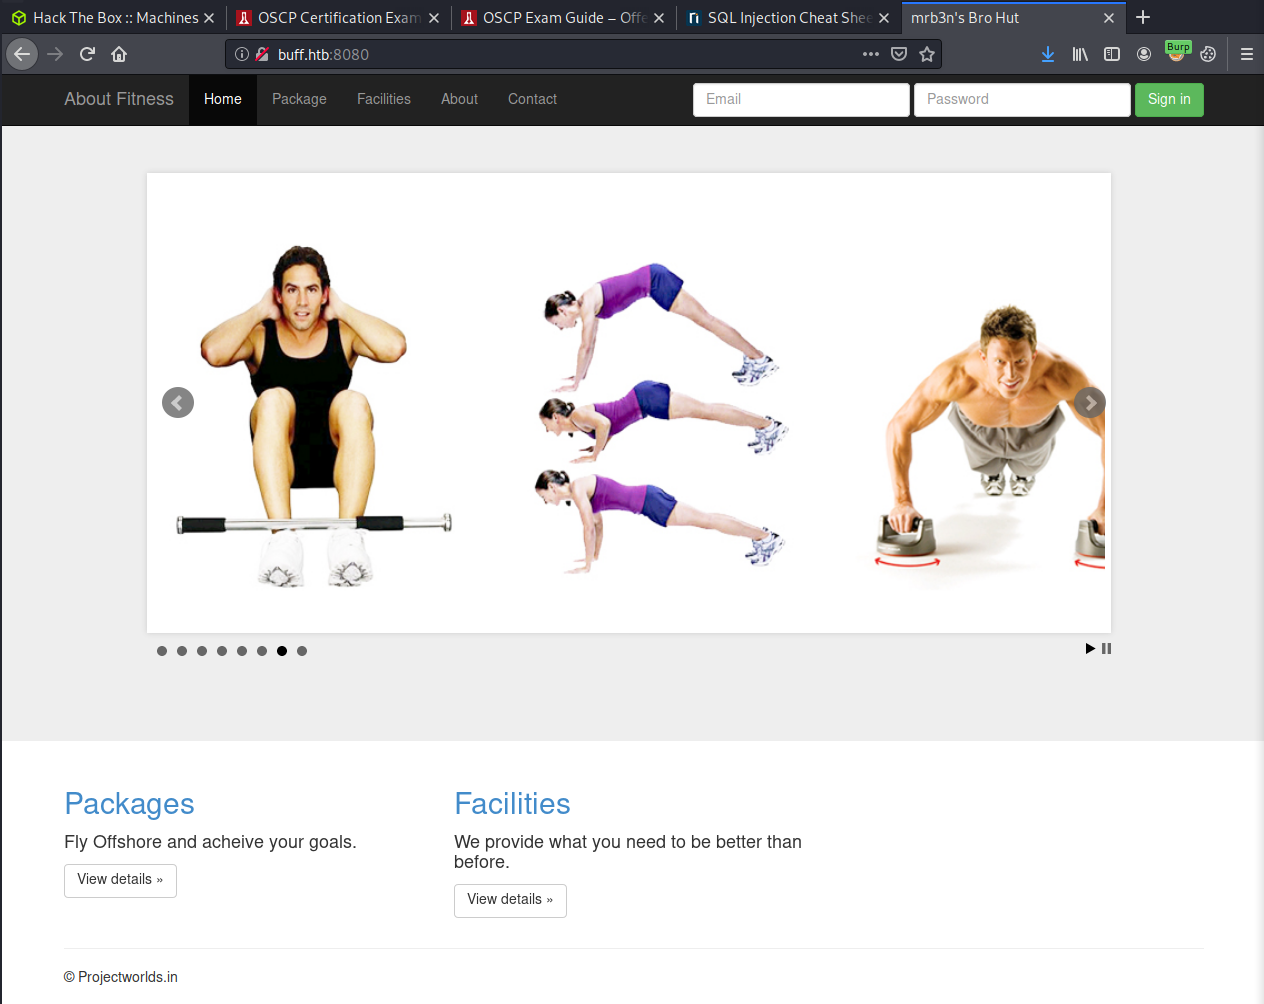 Hack The Box :: Machines
OSCP Certification Exam
OSCP Exam Guide – Offe
SQL Injection Cheat Shee
mrb3n's Bro Hut
buff.htb:8080
Burp
About Fitness
Home
Package
Facilities
About
Contact
Email
Password
Sign in
Packages
Fly Offshore and acheive your goals.
View details »
Facilities
We provide what you need to be better than
before.
View details »
© Projectworlds.in